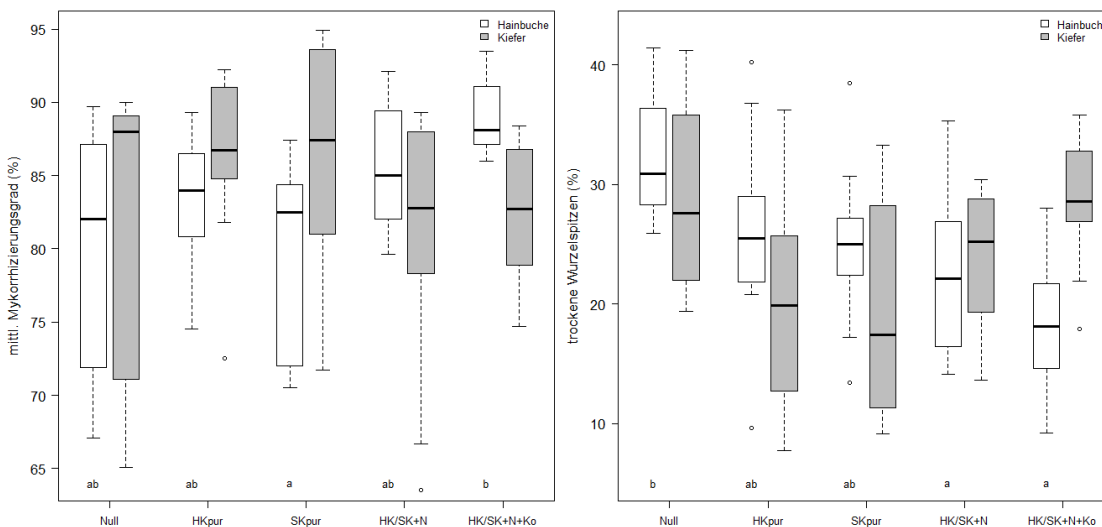 mittl. Mykorrhizierungsgrad (%)
95
90
85
80
75
70
65
Hainbuche
Kiefer
ab ab a ab b
Null HKpur SKpur HK/SK+N HK/SK+N+Ko
trockene Wurzelspitzen (%)
40
30
20
10
Hainbuche
Kiefer
b ab ab a a
Null HKpur SKpur HK/SK+N HK/SK+N+Ko